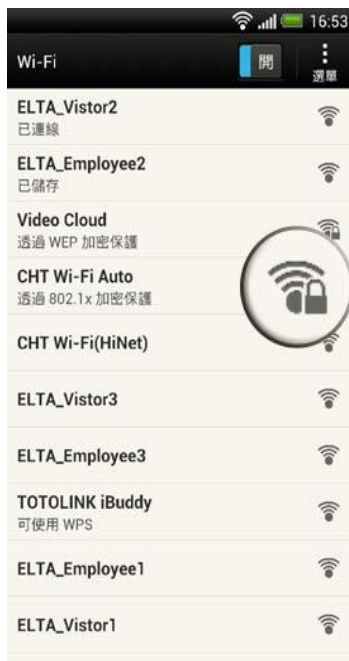 16:53
Wi-Fi
開
選單
ELTA_Vistor2
已連線
ELTA_Employee2
已儲存
Video Cloud
透過 WEP 加密保護
CHT Wi-Fi Auto
透過 802.1x 加密保護
CHT Wi-Fi(HiNet)
ELTA_Vistor3
ELTA_Employee3
TOTOLINK iBuddy
可使用 WPS
ELTA_Employee1
ELTA_Vistor1